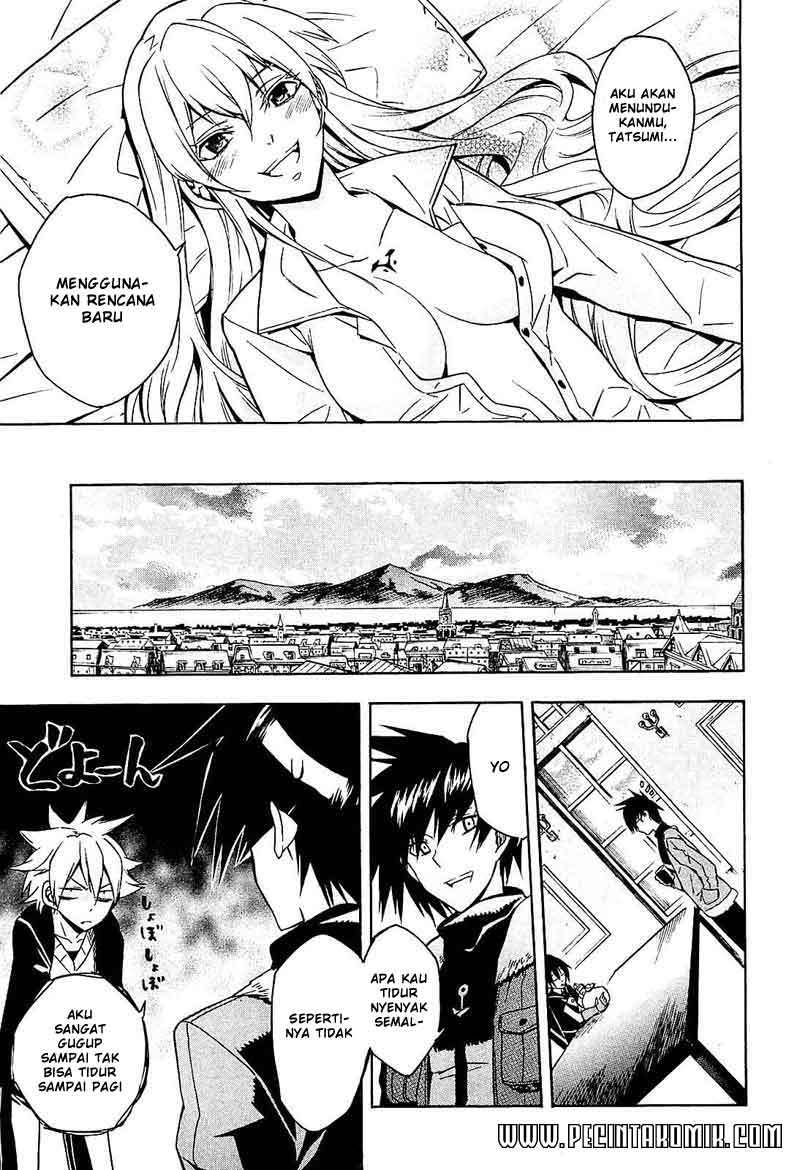 AKU AKAN
MENUNDU-
KANMU,
TATSUMI...
MENGGUNA-
KAN RENCANA
BARU
YO
APA KAU
TIDUR
NYENYAK
SEMAL-
SEPERTI-
NYA TIDAK
どよーん
しょぼ しょぼ
AKU
SANGAT
GUGUP
SAMPAI TAK
BISA TIDUR
SAMPAI PAGI
WWW.PECINTAKOMIK.COM